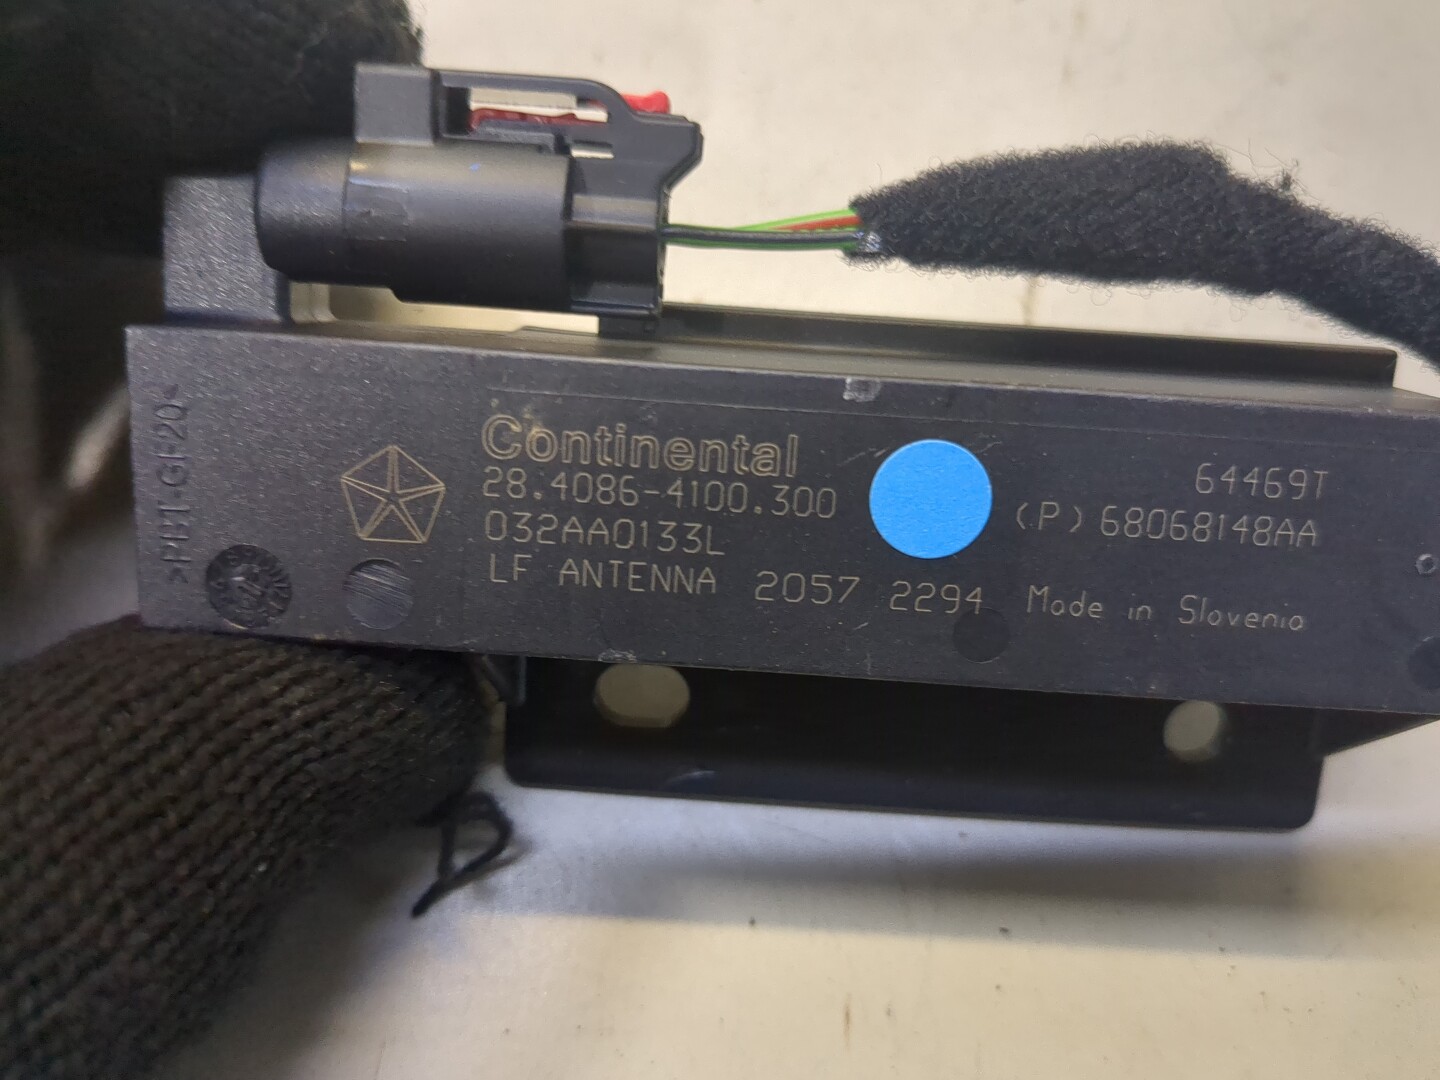 >PBT-GF20<
Continental
28.4086-4100.300
032AA0133L
LF ANTENNA 2057 2294 Made in Slovenia
64469T
(P) 68068148AA